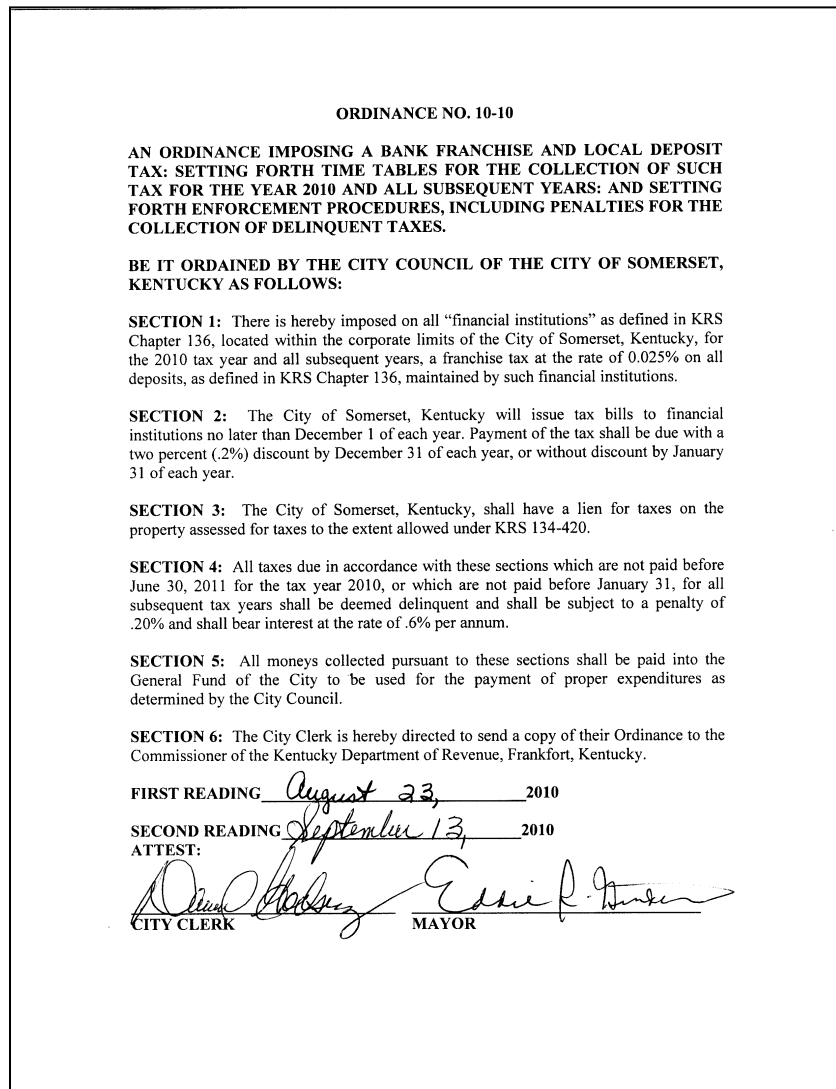 ORDINANCE NO. 10-10
AN ORDINANCE IMPOSING A BANK FRANCHISE AND LOCAL DEPOSIT
TAX: SETTING FORTH TIME TABLES FOR THE COLLECTION OF SUCH
TAX FOR THE YEAR 2010 AND ALL SUBSEQUENT YEARS: AND SETTING
FORTH ENFORCEMENT PROCEDURES, INCLUDING PENALTIES FOR THE
COLLECTION OF DELINQUENT TAXES.
BE IT ORDAINED BY THE CITY COUNCIL OF THE CITY OF SOMERSET,
KENTUCKY AS FOLLOWS:
SECTION 1: There is hereby imposed on all “financial institutions” as defined in KRS
Chapter 136, located within the corporate limits of the City of Somerset, Kentucky, for
the 2010 tax year and all subsequent years, a franchise tax at the rate of 0.025% on all
deposits, as defined in KRS Chapter 136, maintained by such financial institutions.
SECTION 2: The City of Somerset, Kentucky will issue tax bills to financial
institutions no later than December 1 of each year. Payment of the tax shall be due with a
two percent (.2%) discount by December 31 of each year, or without discount by January
31 of each year.
SECTION 3: The City of Somerset, Kentucky, shall have a lien for taxes on the
property assessed for taxes to the extent allowed under KRS 134-420.
SECTION 4: All taxes due in accordance with these sections which are not paid before
June 30, 2011 for the tax year 2010, or which are not paid before January 31, for all
subsequent tax years shall be deemed delinquent and shall be subject to a penalty of
.20% and shall bear interest at the rate of .6% per annum.
SECTION 5: All moneys collected pursuant to these sections shall be paid into the
General Fund of the City to be used for the payment of proper expenditures as
determined by the City Council.
SECTION 6: The City Clerk is hereby directed to send a copy of their Ordinance to the
Commissioner of the Kentucky Department of Revenue, Frankfort, Kentucky.
FIRST READING August 23, 2010
SECOND READING September 13, 2010
ATTEST:
Eddie R.
CITY CLERK MAYOR